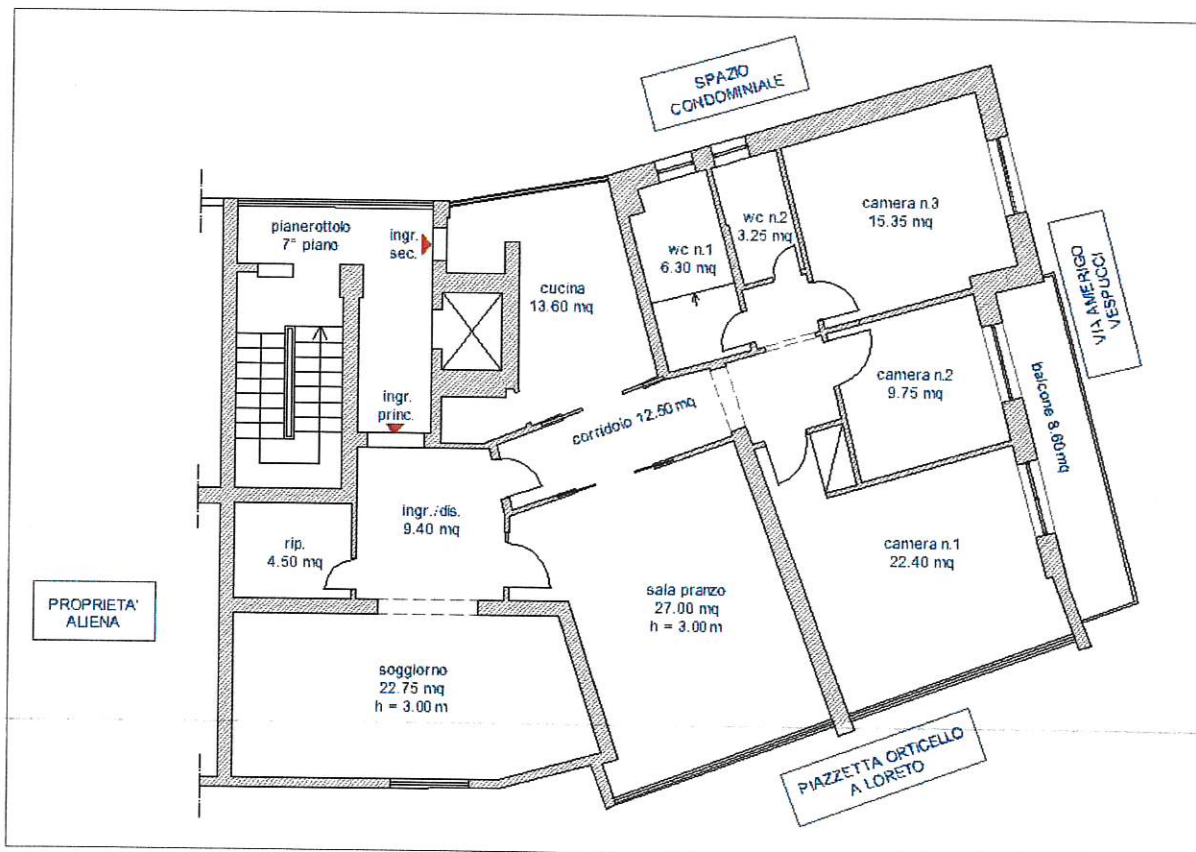 SPAZIO
CONDOMINIALE
pianerottolo
7° piano
ingr.
sec.
cucina
13.60 mq
wc n.1
6.30 mq
wc n.2
3.25 mq
camera n.3
15.35 mq
VIA AMERIGO
VESPUCCI
ingr.
princ.
corridoio 12.50 mq
camera n.2
9.75 mq
balcone 8.60 mq
ingr./dis.
9.40 mq
rip.
4.50 mq
camera n.1
22.40 mq
PROPRIETA'
ALIENA
sala pranzo
27.00 mq
h = 3.00 m
soggiorno
22.75 mq
h = 3.00 m
PIAZZETTA ORTICELLO
A LORETO